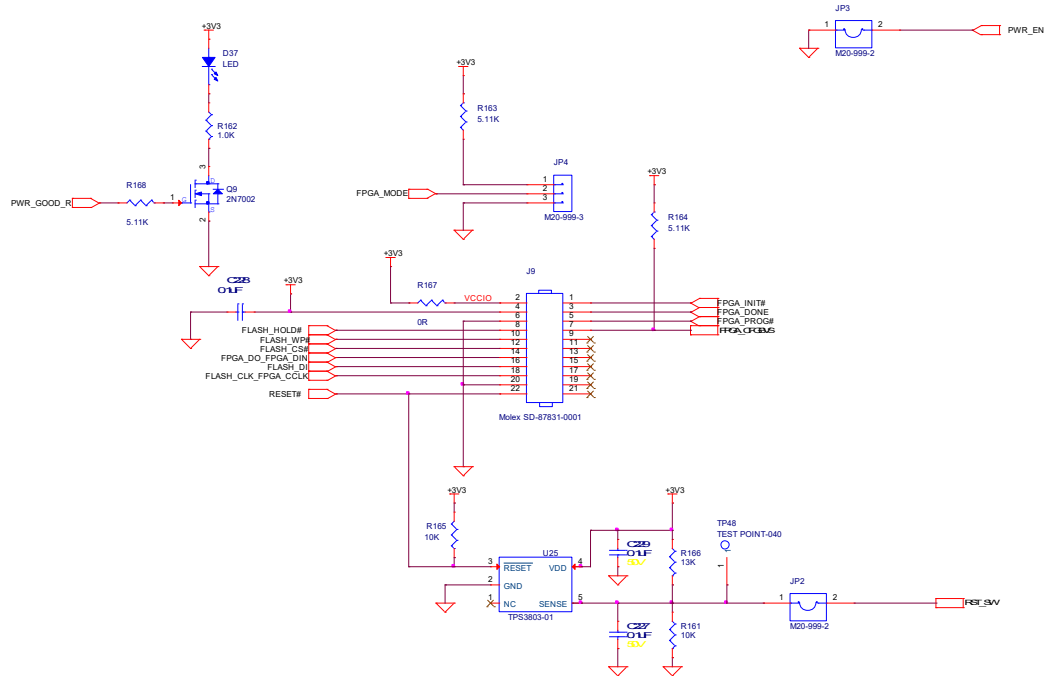 JP3
1
2
PWR_EN
M20-999-2
+3V3
D37
LED
R162
1.0K
3
D
Q9
2N7002
G
S
1
2
PWR_GOOD_R
R168
5.11K
+3V3
R163
5.11K
JP4
FPGA_MODE
1
2
3
M20-999-3
+3V3
R164
5.11K
C228
0.1UF
+3V3
+3V3
R167
VCCIO
0R
J9
2
4
6
8
10
12
14
16
18
20
22
1
3
5
7
9
11
13
15
17
19
21
FPGA_INIT#
FPGA_DONE
FPGA_PROG#
FLASH_HOLD#
FLASH_WP#
FLASH_CS#
FPGA_DO_FPGA_DIN
FLASH_DI
FLASH_CLK_FPGA_CCLK
RESET#
Molex SD-87831-0001
+3V3
R165
10K
U25
3
RESET
VDD
4
2
GND
1
NC
SENSE
5
TPS3803-01
+3V3
C229
0.1UF
R166
13K
TP48
TEST POINT-040
1
C227
0.1UF
R161
10K
JP2
1
2
M20-999-2
RST_SW